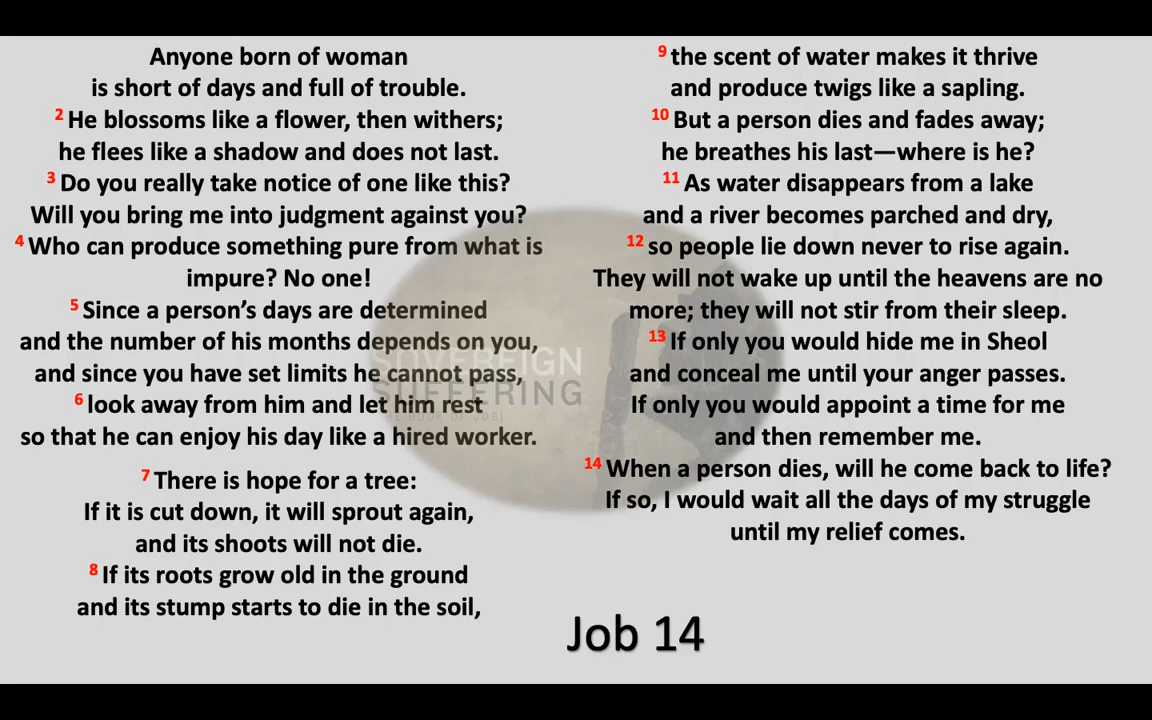 Anyone born of woman
is short of days and full of trouble.
2 He blossoms like a flower, then withers;
he flees like a shadow and does not last.
3 Do you really take notice of one like this?
Will you bring me into judgment against you?
4 Who can produce something pure from what is
impure? No one!
5 Since a person’s days are determined
and the number of his months depends on you,
and since you have set limits he cannot pass,
6 look away from him and let him rest
so that he can enjoy his day like a hired worker.
7 There is hope for a tree:
If it is cut down, it will sprout again,
and its shoots will not die.
8 If its roots grow old in the ground
and its stump starts to die in the soil,
9 the scent of water makes it thrive
and produce twigs like a sapling.
10 But a person dies and fades away;
he breathes his last—where is he?
11 As water disappears from a lake
and a river becomes parched and dry,
12 so people lie down never to rise again.
They will not wake up until the heavens are no
more; they will not stir from their sleep.
13 If only you would hide me in Sheol
and conceal me until your anger passes.
If only you would appoint a time for me
and then remember me.
14 When a person dies, will he come back to life?
If so, I would wait all the days of my struggle
until my relief comes.
SOVEREIGN
SUFFERING
Job 14